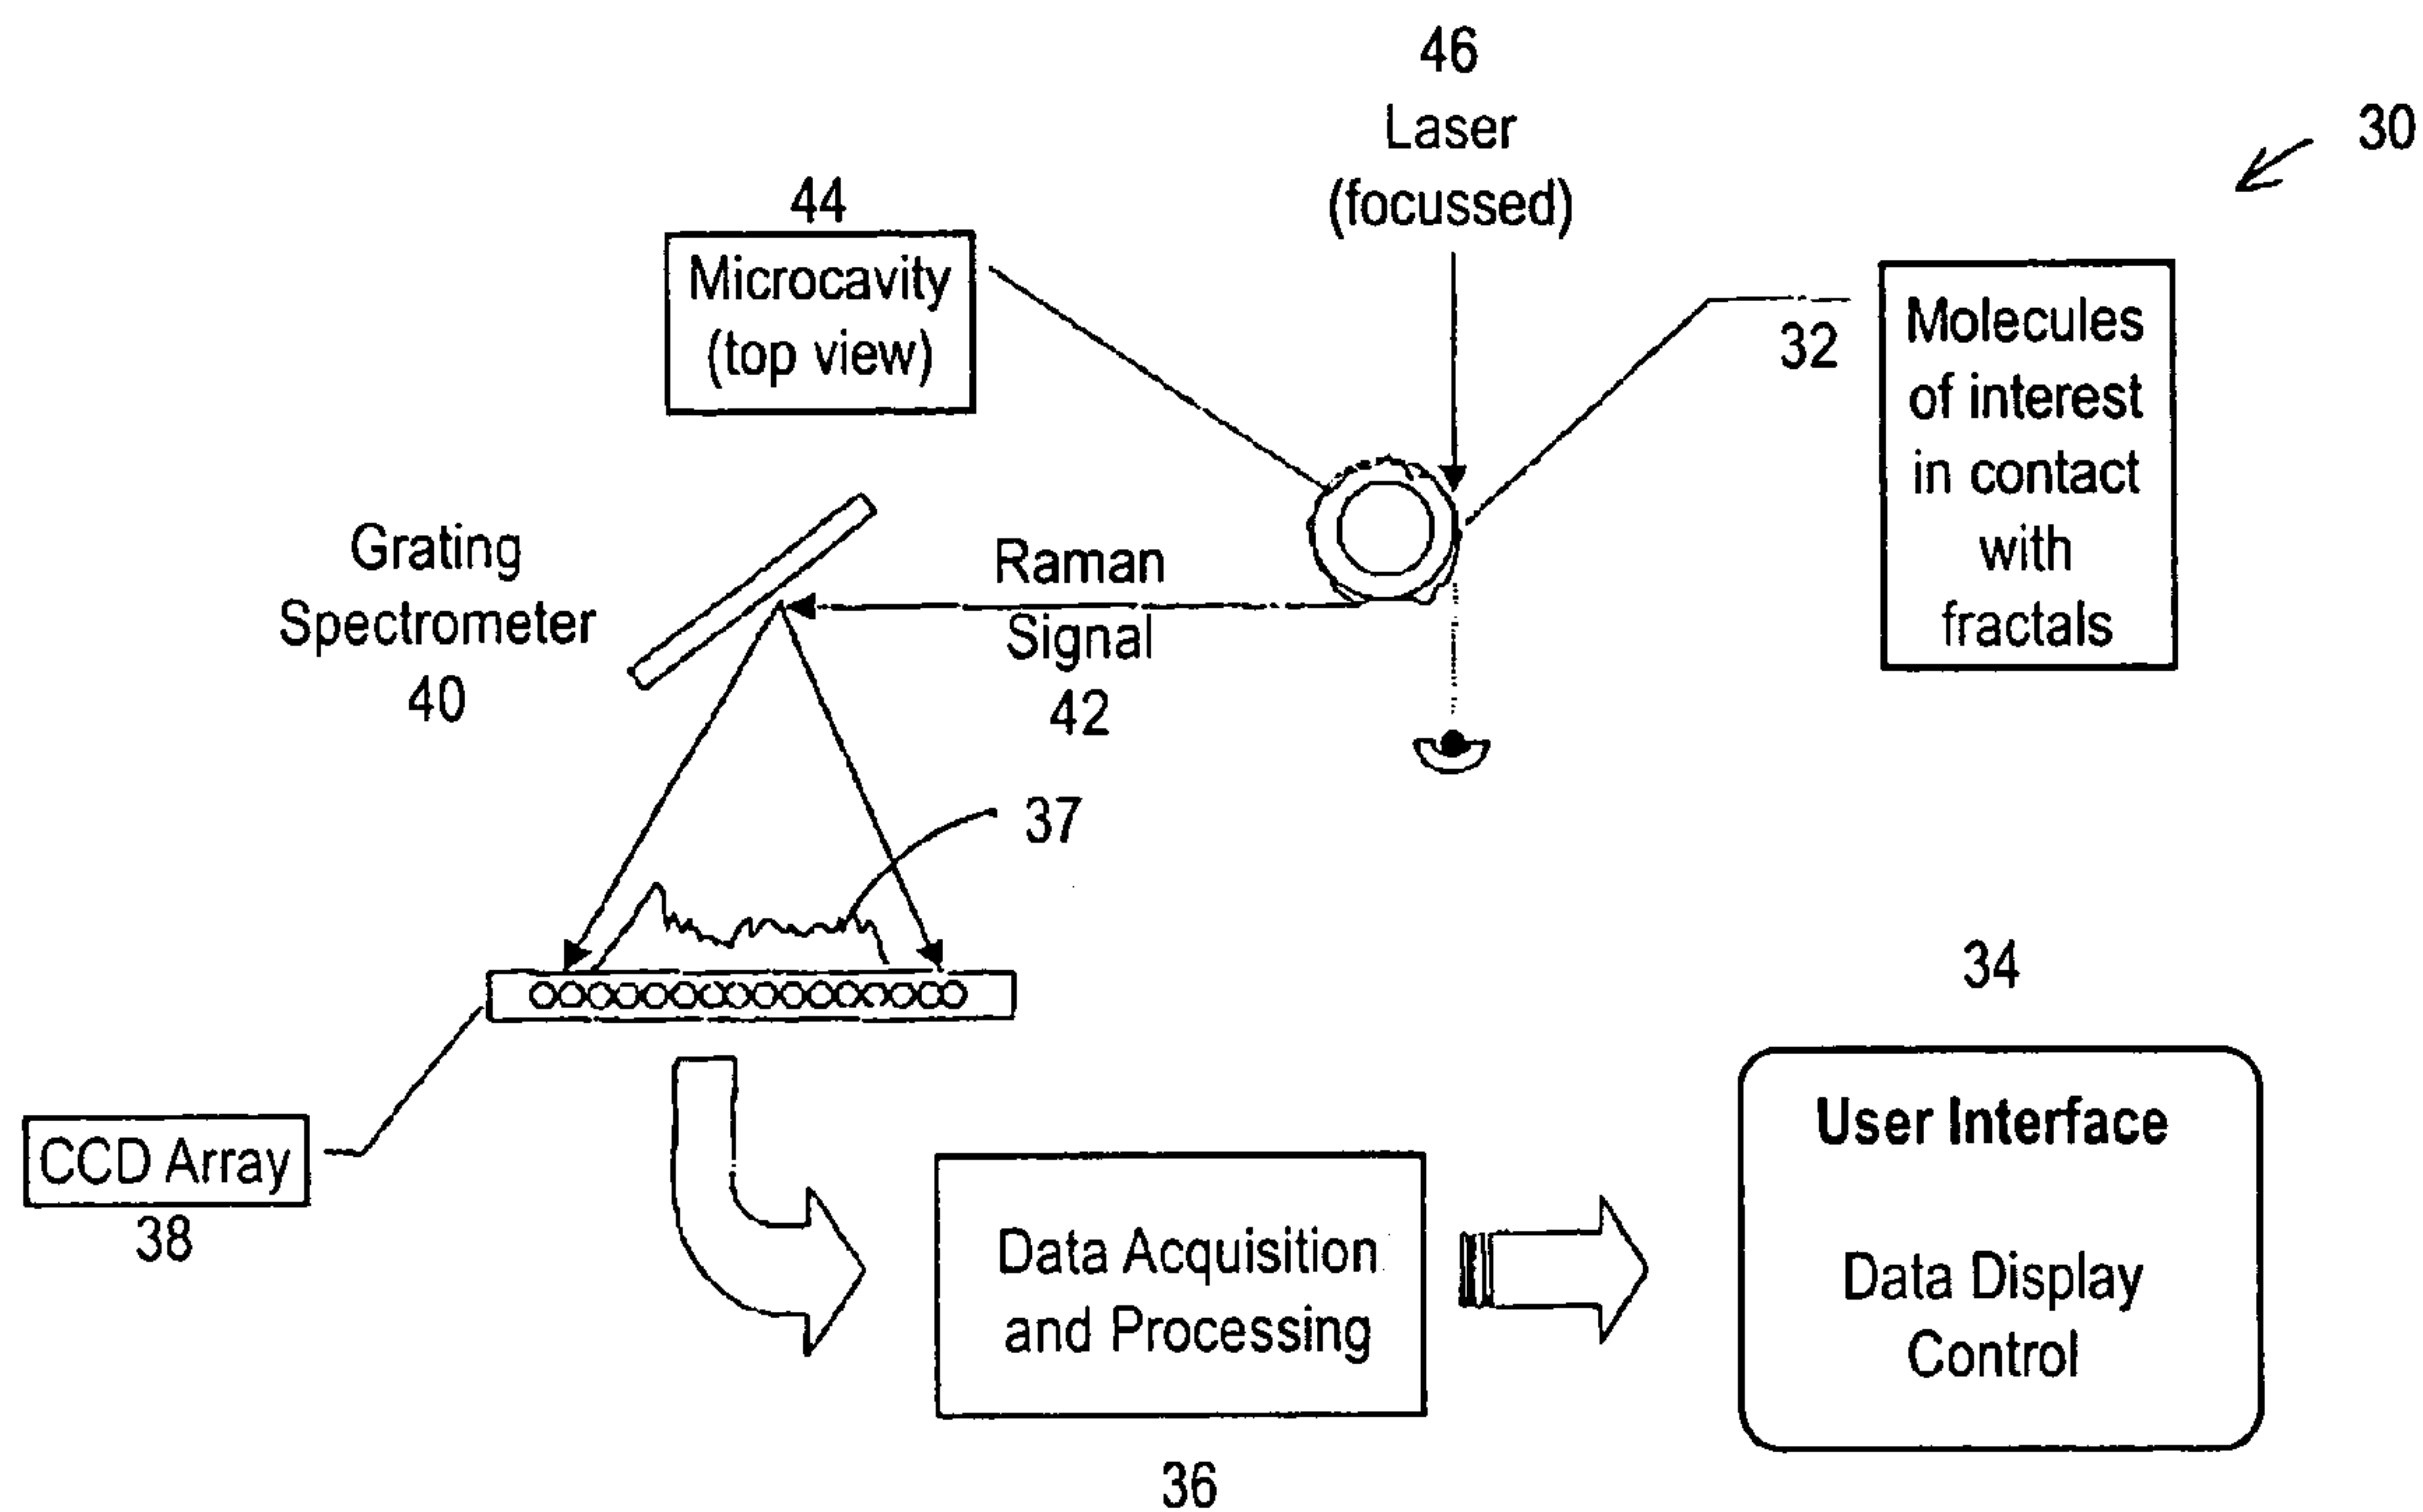 46
Laser
(focussed)
30
44
Microcavity
(top view)
32
Molecules
of interest
in contact
with
fractals
Grating
Spectrometer
40
Raman
Signal
42
37
CCD Array
38
Data Acquisition
and Processing
36
34
User Interface
Data Display
Control